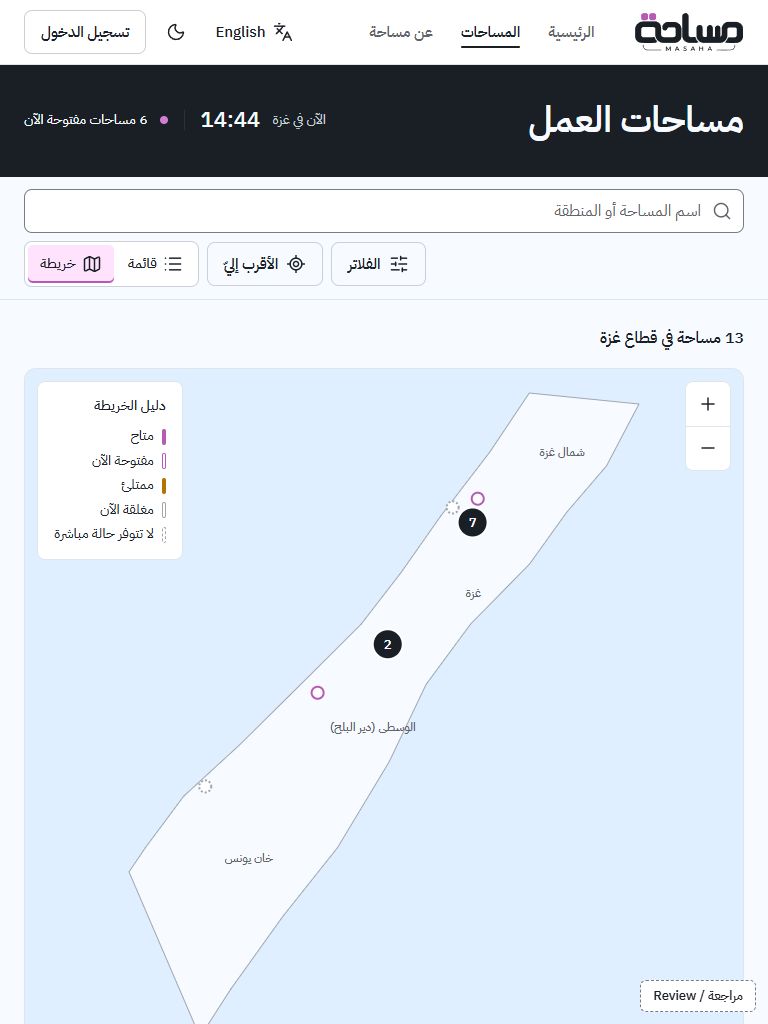 مساحة
MASAHA
الرئيسية
المساحات
عن مساحة
English
تسجيل الدخول
مساحات العمل
الآن في غزة 14:44
6 مساحات مفتوحة الآن
اسم المساحة أو المنطقة
الفلاتر
الأقرب إليّ
قائمة
خريطة
13 مساحة في قطاع غزة
+
−
دليل الخريطة
متاح
مفتوحة الآن
ممتلئ
مغلقة الآن
لا تتوفر حالة مباشرة
شمال غزة
7
غزة
2
الوسطى (دير البلح)
خان يونس
مراجعة / Review